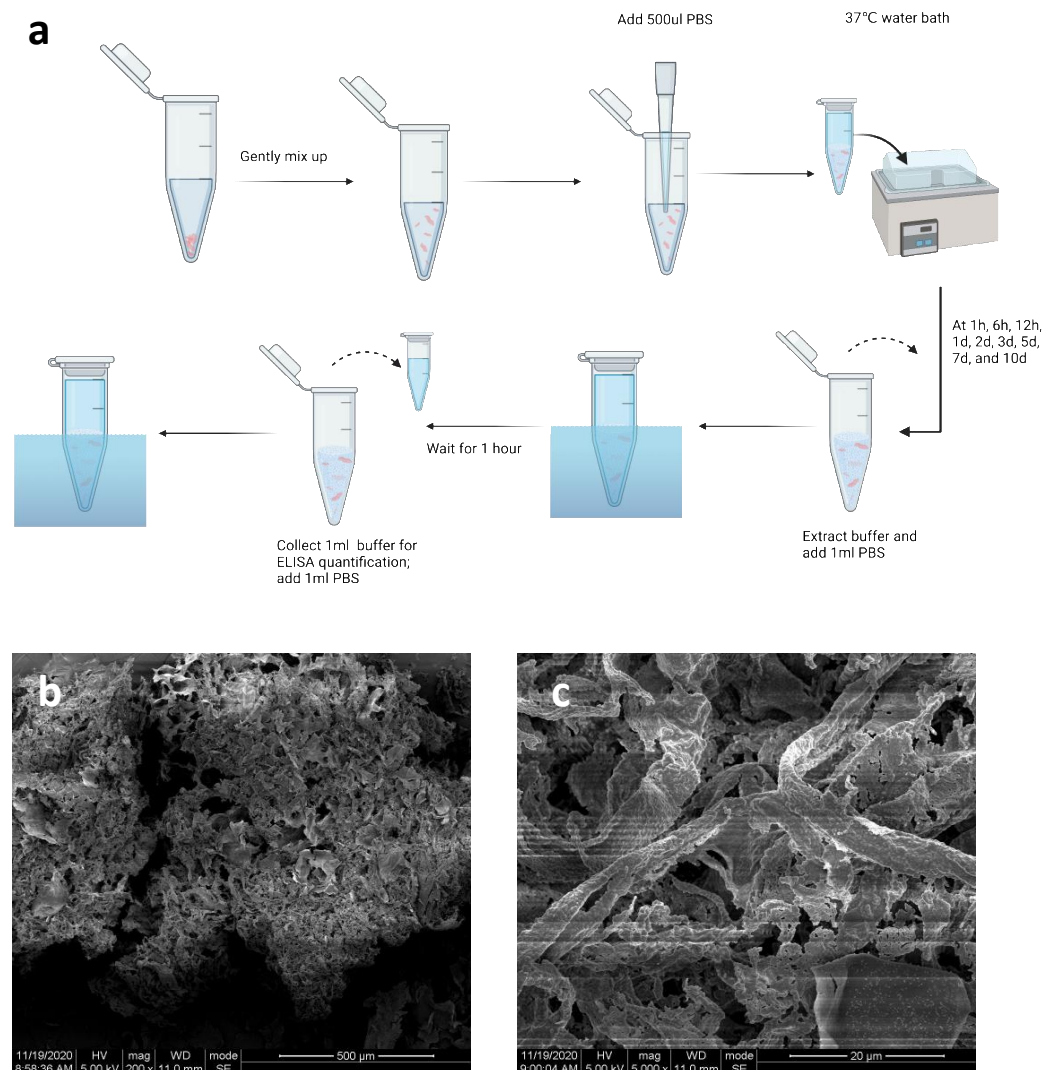 a
Add 500ul PBS
37°C water bath
Gently mix up
At 1h, 6h, 12h,
1d, 2d, 3d, 5d,
7d, and 10d
Wait for 1 hour
Extract buffer and
add 1ml PBS
Collect 1ml buffer for
ELISA quantification;
add 1ml PBS
b
c
11/19/2020 HV mag WD mode 500 µm
8:58:36 AM 5.00 kV 200 x 11.0 mm SE
11/19/2020 HV mag WD mode 20 µm
9:00:04 AM 5.00 kV 5,000 x 11.0 mm SE